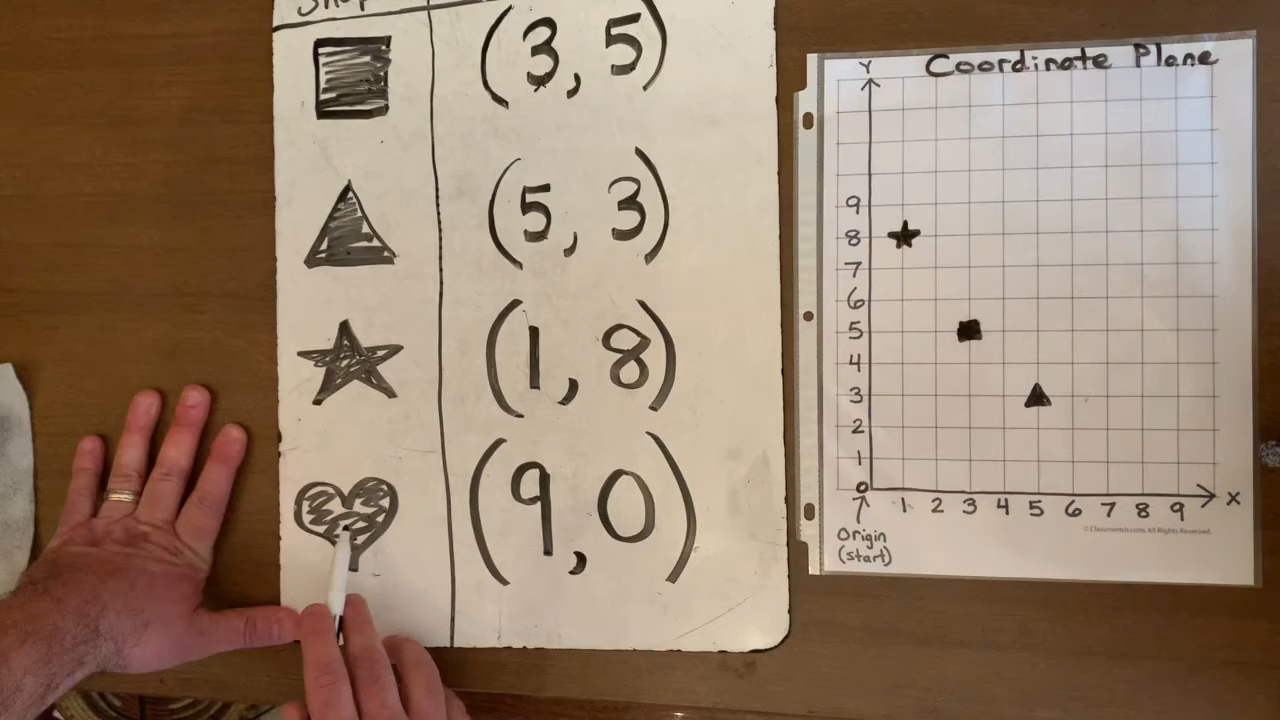 (3, 5)
(5, 3)
(1, 8)
(9, 0)
Coordinate Plane
Y
9
8
7
6
5
4
3
2
1
0
1 2 3 4 5 6 7 8 9 X
Origin
(start)